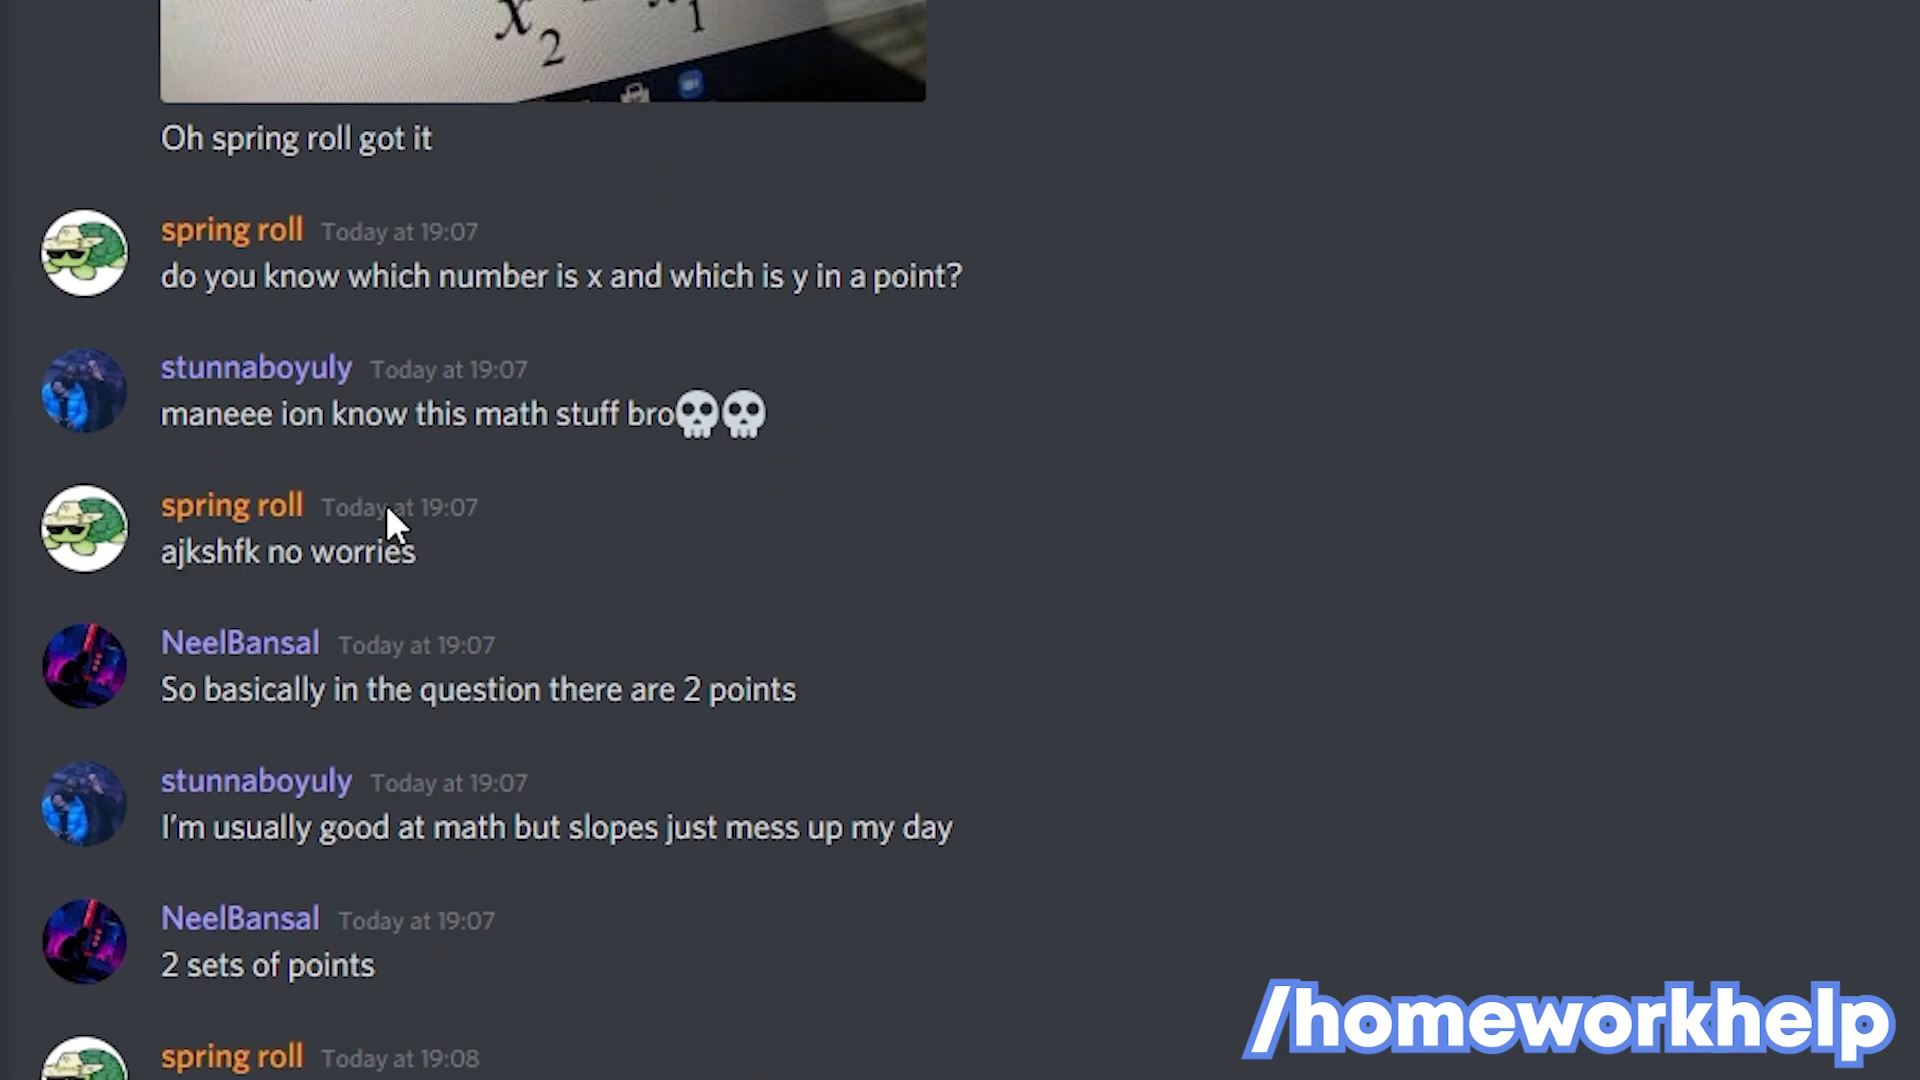 x2 1
Oh spring roll got it
spring roll Today at 19:07
do you know which number is x and which is y in a point?
stunnaboyuly Today at 19:07
maneee ion know this math stuff bro💀💀
spring roll Today at 19:07
ajkshfk no worries
NeelBansal Today at 19:07
So basically in the question there are 2 points
stunnaboyuly Today at 19:07
I'm usually good at math but slopes just mess up my day
NeelBansal Today at 19:07
2 sets of points
/homeworkhelp
spring roll Today at 19:08